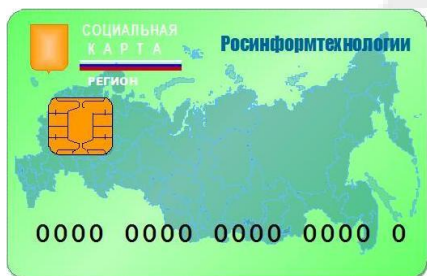 СОЦИАЛЬНАЯ
КАРТА
Росинформтехнологии
РЕГИОН
0000 0000 0000 0000 0